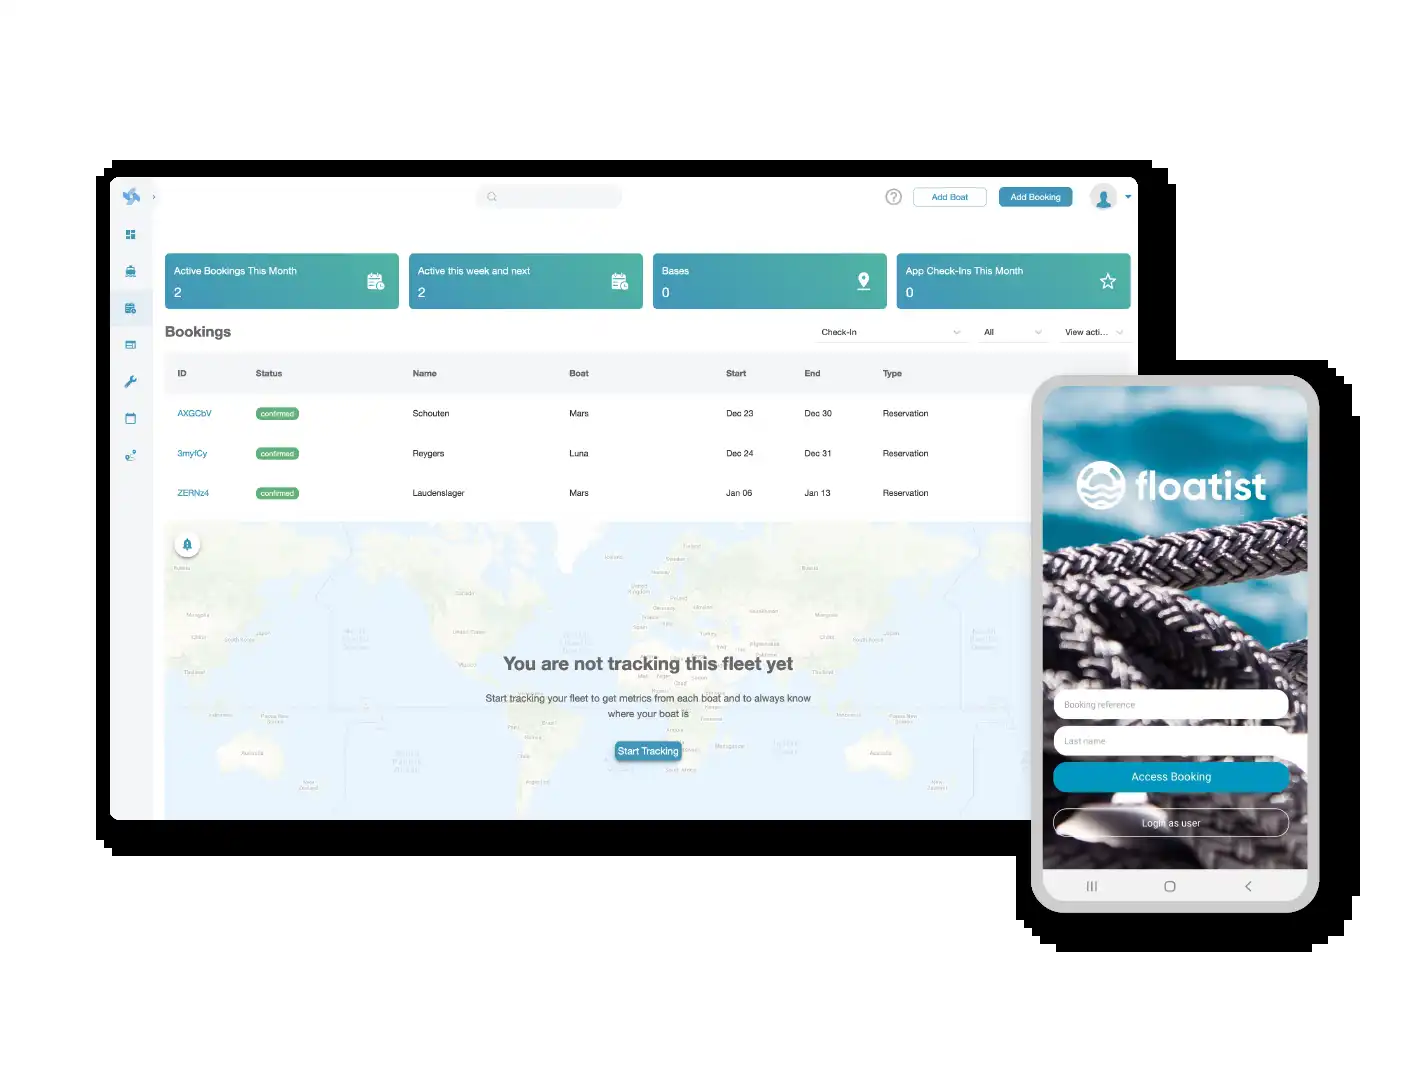 Add Boat
Add Booking
Active Bookings This Month
2
Active this week and next
2
Bases
0
App Check-Ins This Month
0
Bookings
Check-In
All
View acti...
ID Status Name Boat Start End Type
AXGCbV confirmed Schouten Mars Dec 23 Dec 30 Reservation
3myfCy confirmed Reygers Luna Dec 24 Dec 31 Reservation
ZERNz4 confirmed Laudenslager Mars Jan 06 Jan 13 Reservation
You are not tracking this fleet yet
Start tracking your fleet to get metrics from each boat and to always know
where your boat is
Start Tracking
floatist
Booking reference
Last name
Access Booking
Login as user